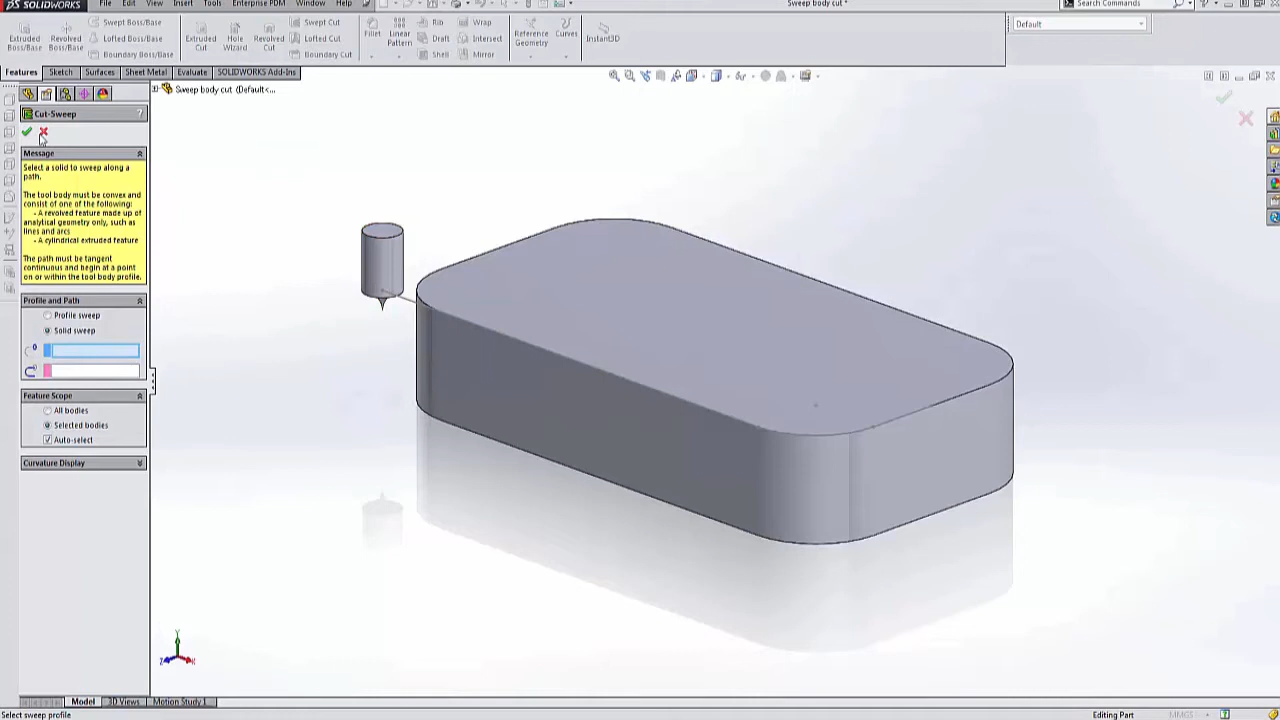 SOLIDWORKS File Edit View Insert Tools Enterprise PDM Window Help Sweep body cut * Search Commands
Extruded Boss/Base Revolved Boss/Base Swept Boss/Base Lofted Boss/Base Boundary Boss/Base Extruded Cut Hole Wizard Revolved Cut Swept Cut Lofted Cut Boundary Cut Fillet Linear Pattern Rib Draft Shell Wrap Intersect Mirror Reference Geometry Curves Instant3D Default
Features Sketch Surfaces Sheet Metal Evaluate SOLIDWORKS Add-Ins
Sweep body cut (Default<...
Cut-Sweep ?
Message
Select a solid to sweep along a
path.
The tool body must be convex and
consist of one of the following:
- A revolved feature made up of
analytical geometry only, such as
lines and arcs
- A cylindrical extruded feature
The path must be tangent
continuous and begin at a point
on or within the tool body profile.
Profile and Path
Profile sweep
Solid sweep
Feature Scope
All bodies
Selected bodies
Auto-select
Curvature Display
Y
Z X
Model 3D Views Motion Study 1
Select sweep profile Editing Part MMGS